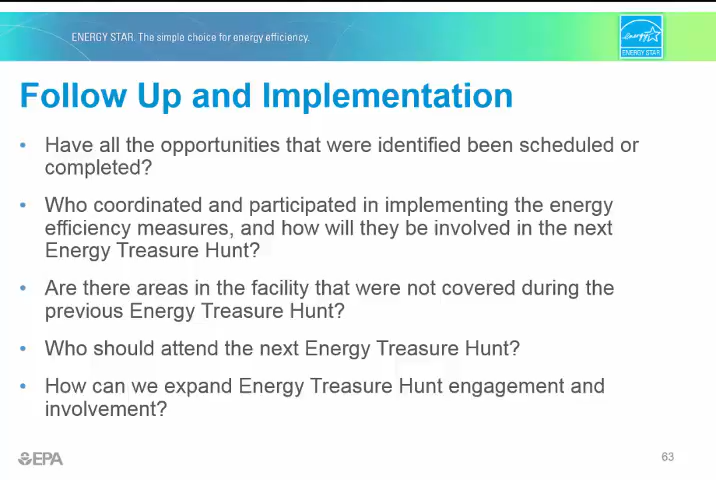 ENERGY STAR. The simple choice for energy efficiency.
energy
ENERGY STAR
Follow Up and Implementation
• Have all the opportunities that were identified been scheduled or
completed?
• Who coordinated and participated in implementing the energy
efficiency measures, and how will they be involved in the next
Energy Treasure Hunt?
• Are there areas in the facility that were not covered during the
previous Energy Treasure Hunt?
• Who should attend the next Energy Treasure Hunt?
• How can we expand Energy Treasure Hunt engagement and
involvement?
EPA
63